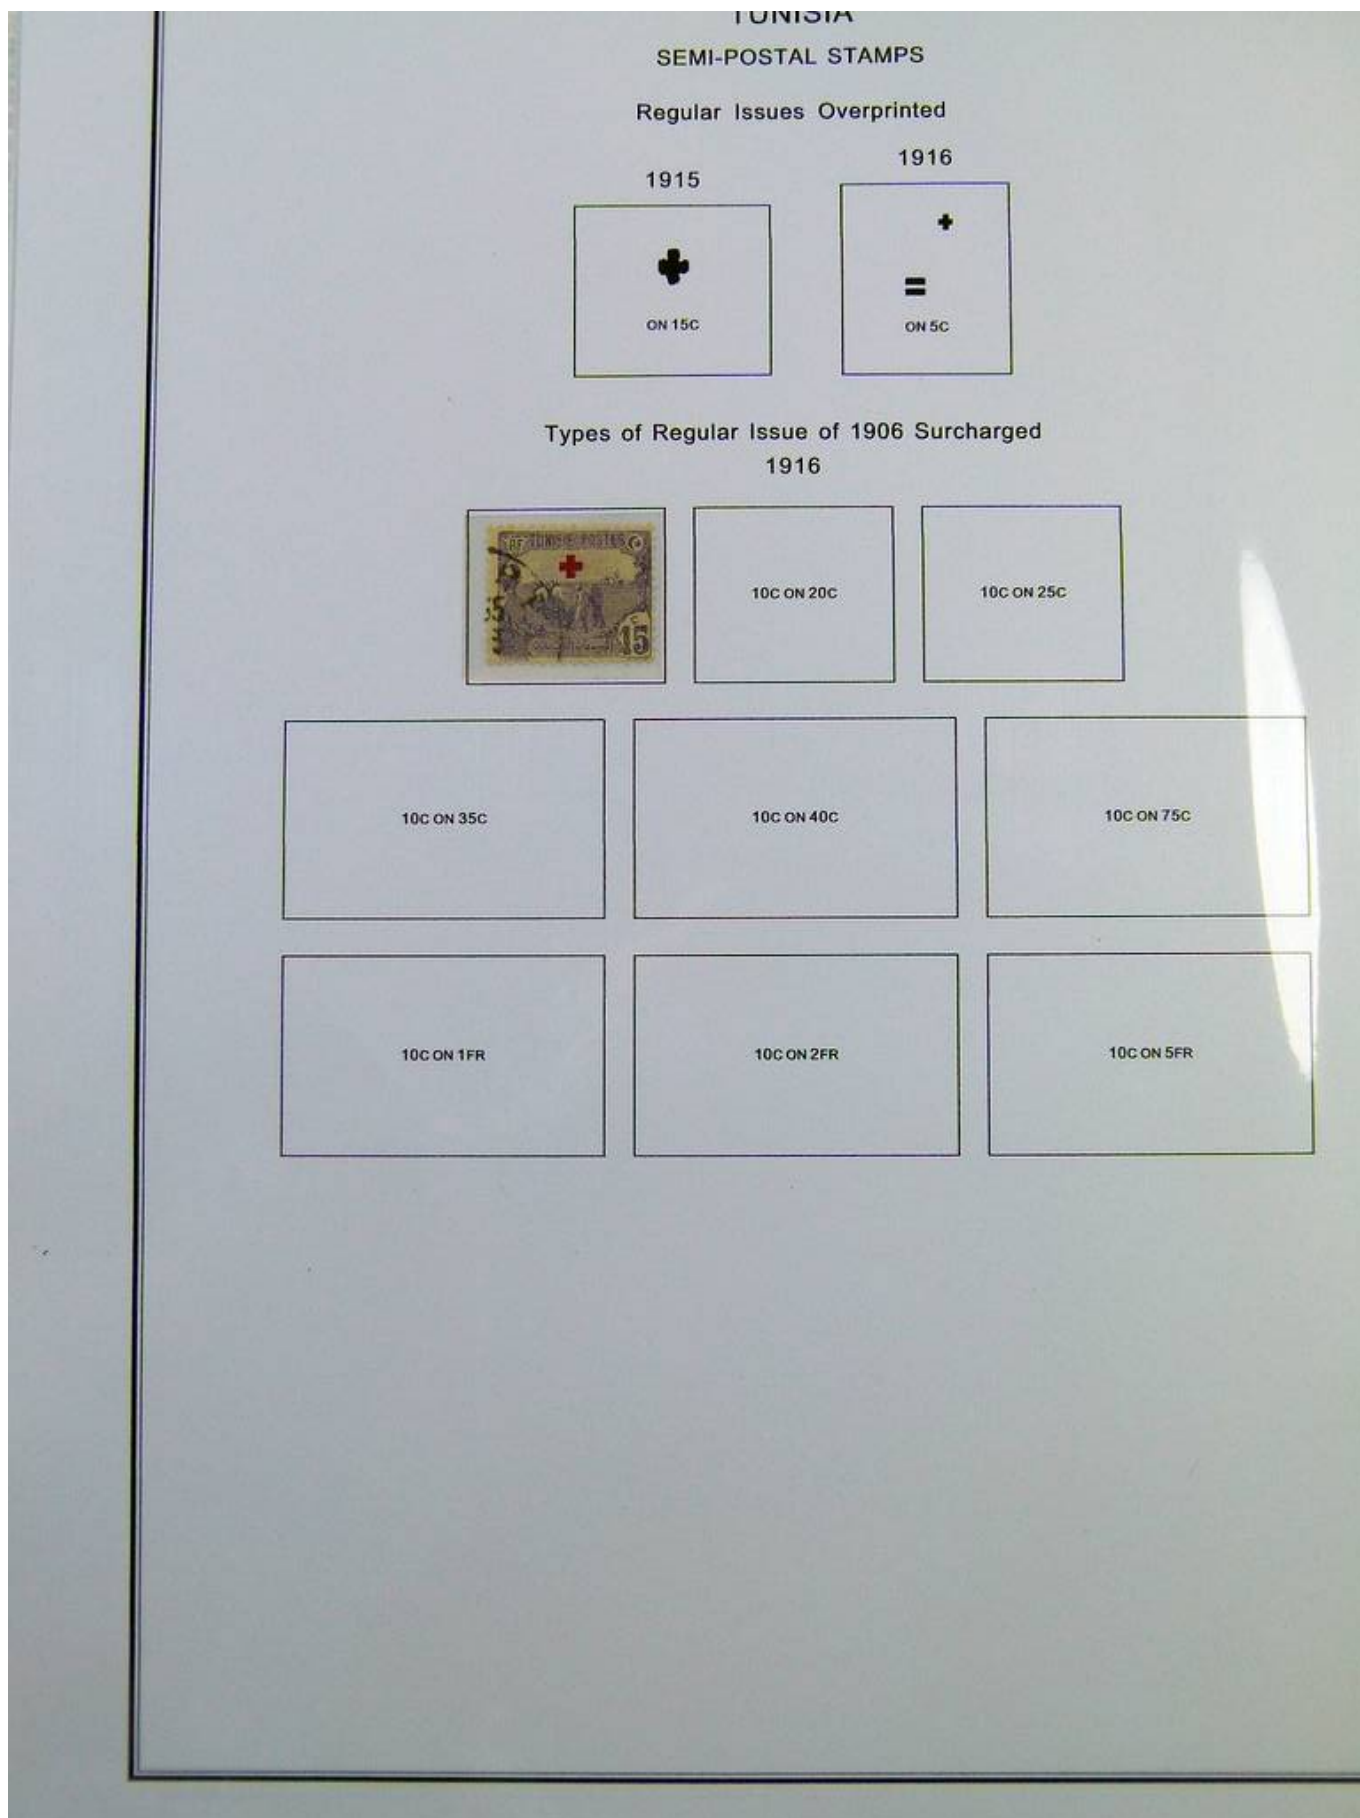 TUNISIA
SEMI-POSTAL STAMPS
Regular Issues Overprinted
1915
1916
ON 15C
=
ON 5C
Types of Regular Issue of 1906 Surcharged
1916
RF TUNISIE POSTES
15
10C ON 20C
10C ON 25C
10C ON 35C
10C ON 40C
10C ON 75C
10C ON 1FR
10C ON 2FR
10C ON 5FR